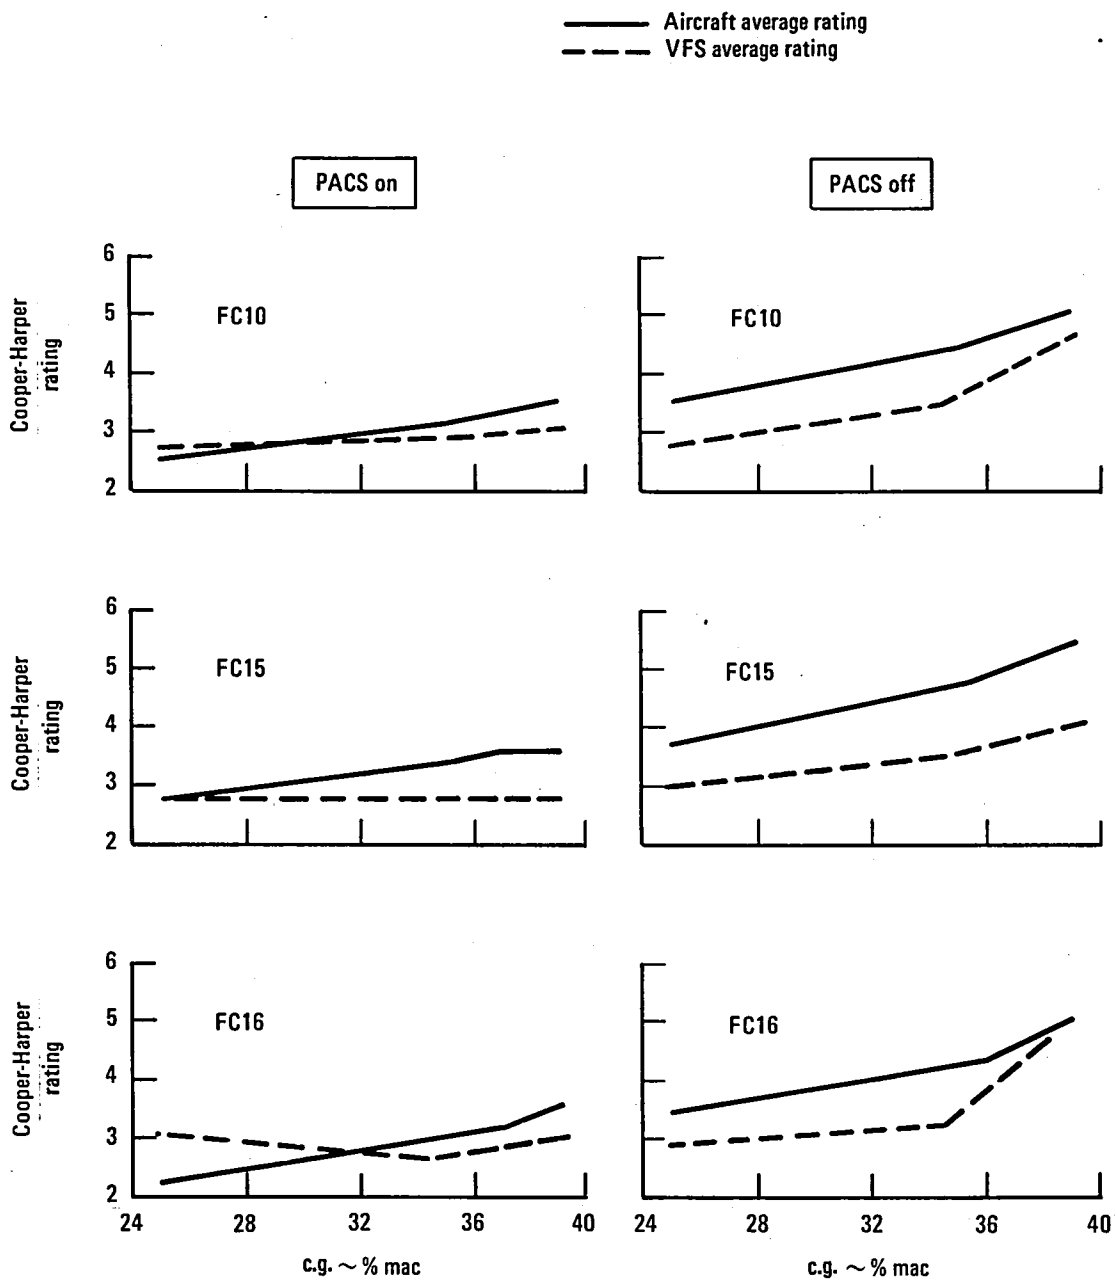 Aircraft average rating
VFS average rating
PACS on
PACS off
6
5
4
3
2
Cooper-Harper
rating
FC10
FC10
6
5
4
3
2
Cooper-Harper
rating
FC15
FC15
6
5
4
3
2
Cooper-Harper
rating
FC16
FC16
24 28 32 36 40
24 28 32 36 40
c.g. ~ % mac
c.g. ~ % mac